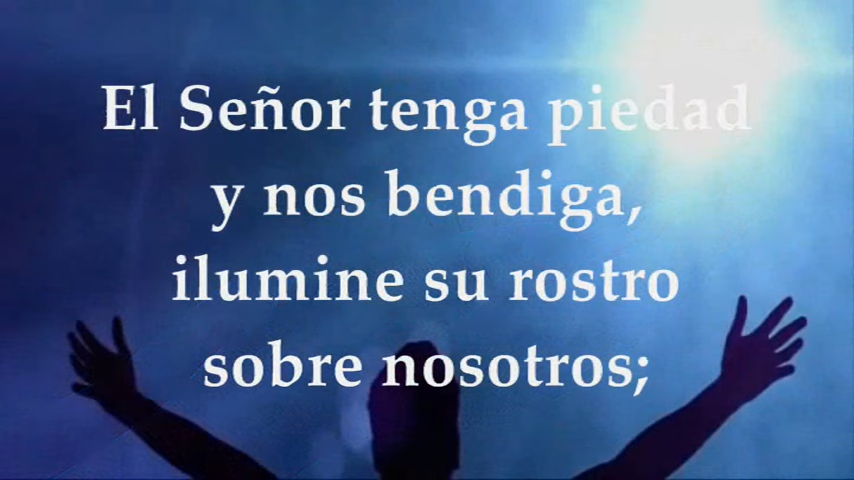 El Señor tenga piedad
y nos bendiga,
ilumine su rostro
sobre nosotros;